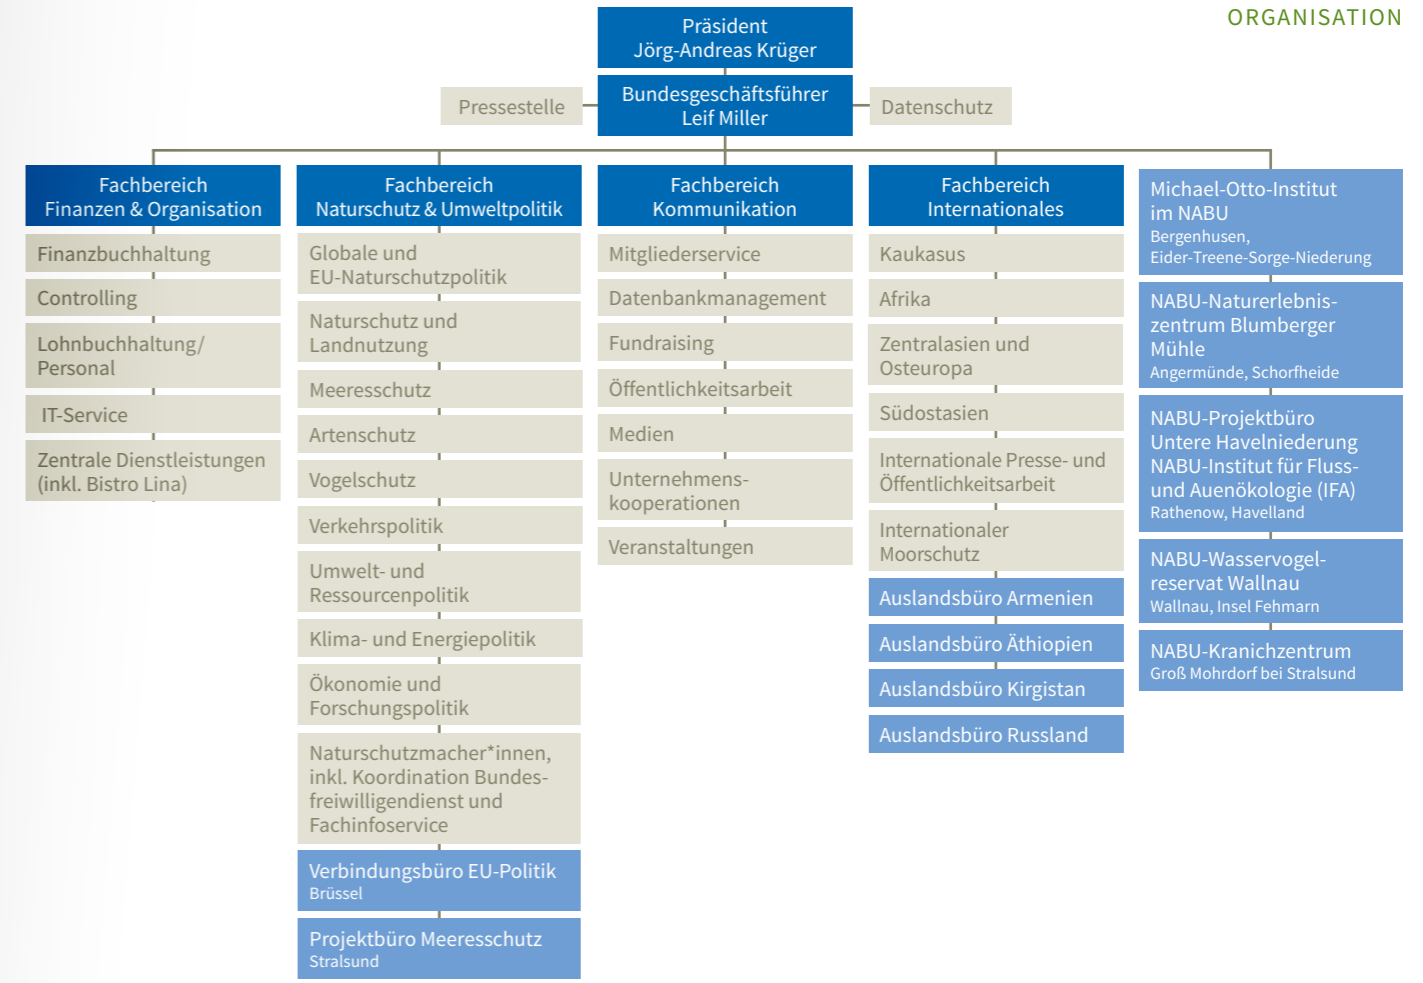 ORGANISATION
Präsident
Jörg-Andreas Krüger
Pressestelle
Bundesgeschäftsführer
Leif Miller
Datenschutz
Fachbereich
Finanzen & Organisation
Finanzbuchhaltung
Controlling
Lohnbuchhaltung/
Personal
IT-Service
Zentrale Dienstleistungen
(inkl. Bistro Lina)
Fachbereich
Naturschutz & Umweltpolitik
Globale und
EU-Naturschutzpolitik
Naturschutz und
Landnutzung
Meeresschutz
Artenschutz
Vogelschutz
Verkehrspolitik
Umwelt- und
Ressourcenpolitik
Klima- und Energiepolitik
Ökonomie und
Forschungspolitik
Naturschutzmacher*innen,
inkl. Koordination Bundes-
freiwilligendienst und
Fachinfoservice
Verbindungsbüro EU-Politik
Brüssel
Projektbüro Meeresschutz
Stralsund
Fachbereich
Kommunikation
Mitgliederservice
Datenbankmanagement
Fundraising
Öffentlichkeitsarbeit
Medien
Unternehmens-
kooperationen
Veranstaltungen
Fachbereich
Internationales
Kaukasus
Afrika
Zentralasien und
Osteuropa
Südostasien
Internationale Presse- und
Öffentlichkeitsarbeit
Internationaler
Moorschutz
Auslandsbüro Armenien
Auslandsbüro Äthiopien
Auslandsbüro Kirgistan
Auslandsbüro Russland
Michael-Otto-Institut
im NABU
Bergenhusen,
Eider-Treene-Sorge-Niederung
NABU-Naturerlebnis-
zentrum Blumberger
Mühle
Angermünde, Schorfheide
NABU-Projektbüro
Untere Havelniederung
NABU-Institut für Fluss-
und Auenökologie (IFA)
Rathenow, Havelland
NABU-Wasservogel-
reservat Wallnau
Wallnau, Insel Fehmarn
NABU-Kranichzentrum
Groß Mohrdorf bei Stralsund